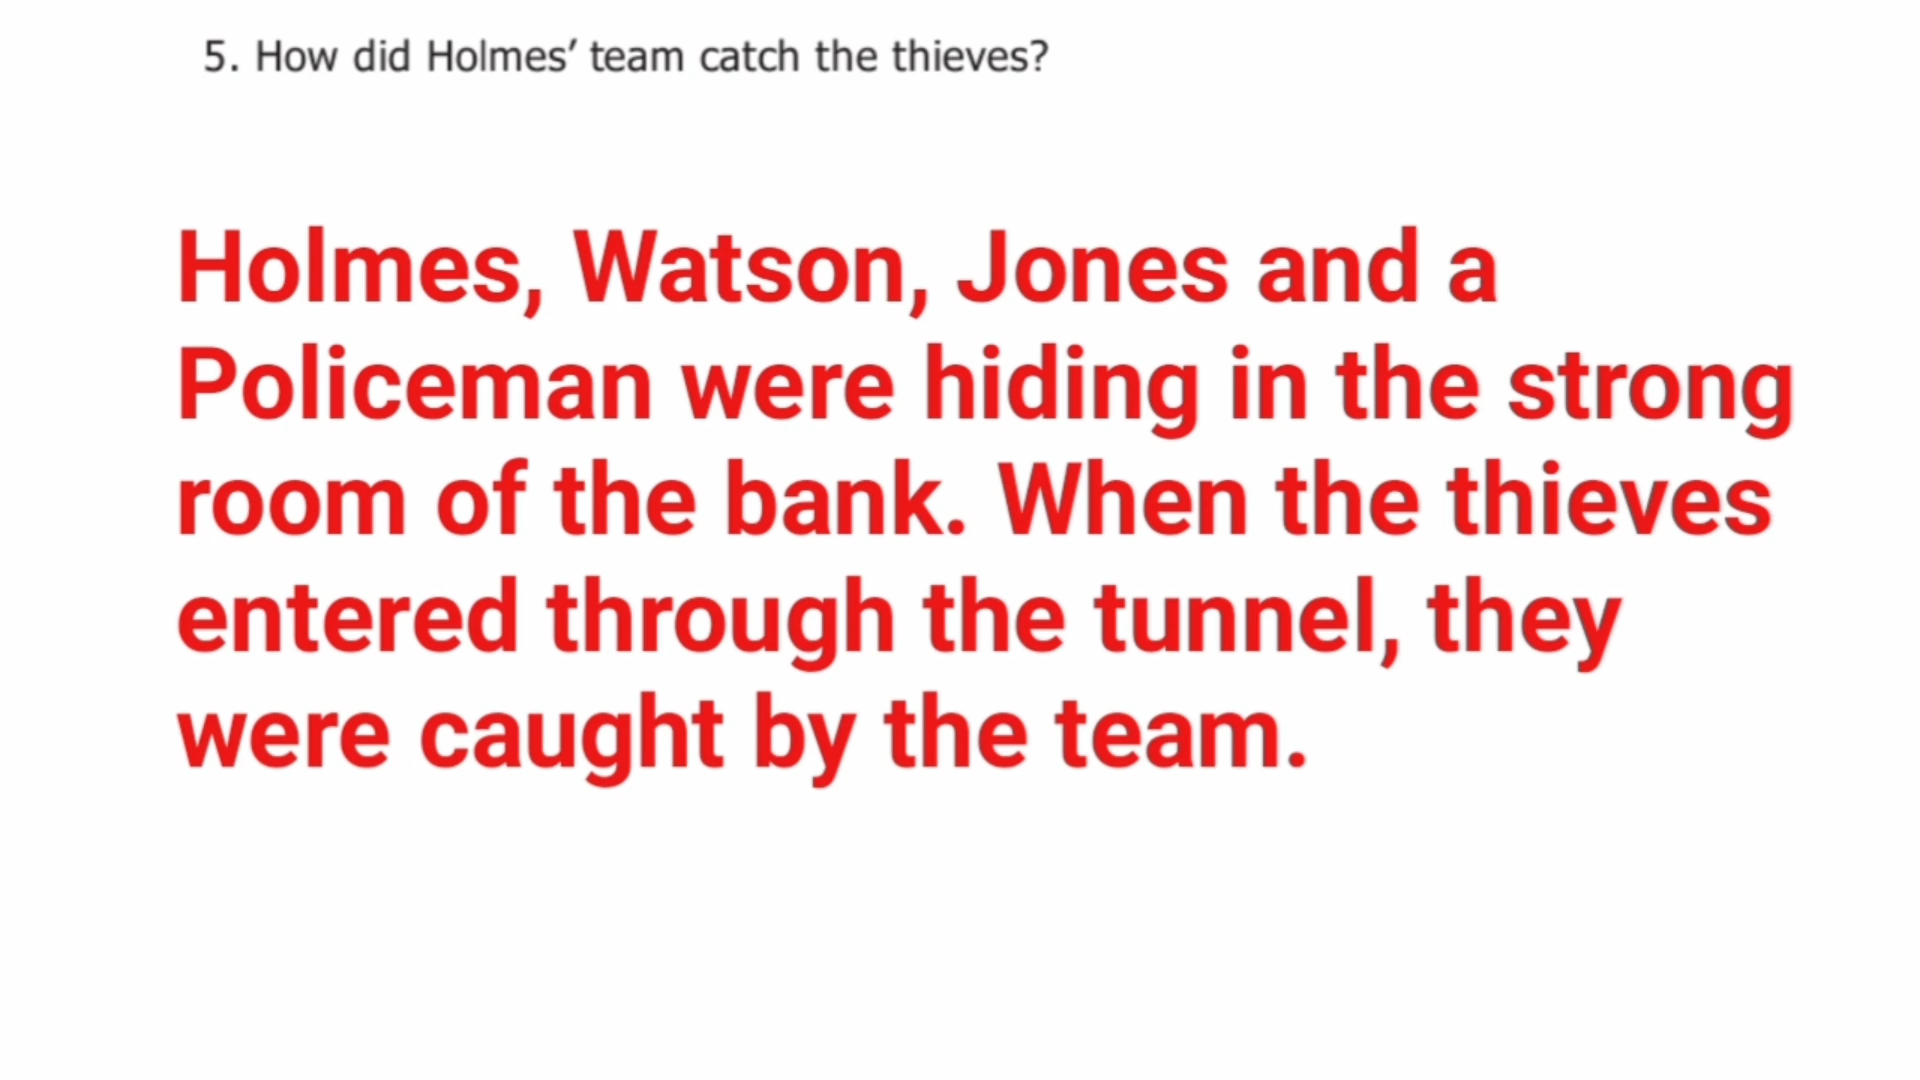 5. How did Holmes’ team catch the thieves?
Holmes, Watson, Jones and a
Policeman were hiding in the strong
room of the bank. When the thieves
entered through the tunnel, they
were caught by the team.